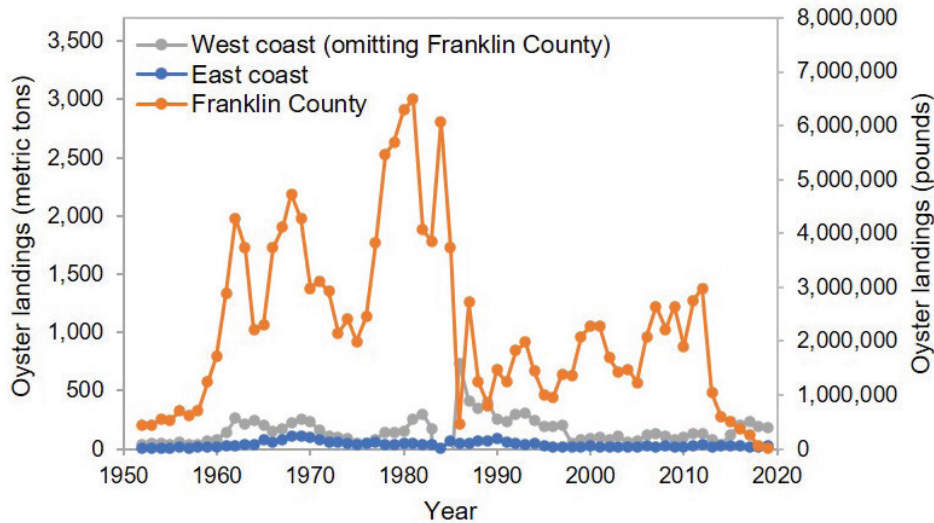 West coast (omitting Franklin County)
East coast
Franklin County
Oyster landings (metric tons)
3,500
3,000
2,500
2,000
1,500
1,000
500
0
8,000,000
7,000,000
6,000,000
5,000,000
4,000,000
3,000,000
2,000,000
1,000,000
0
Oyster landings (pounds)
1950 1960 1970 1980 1990 2000 2010 2020
Year